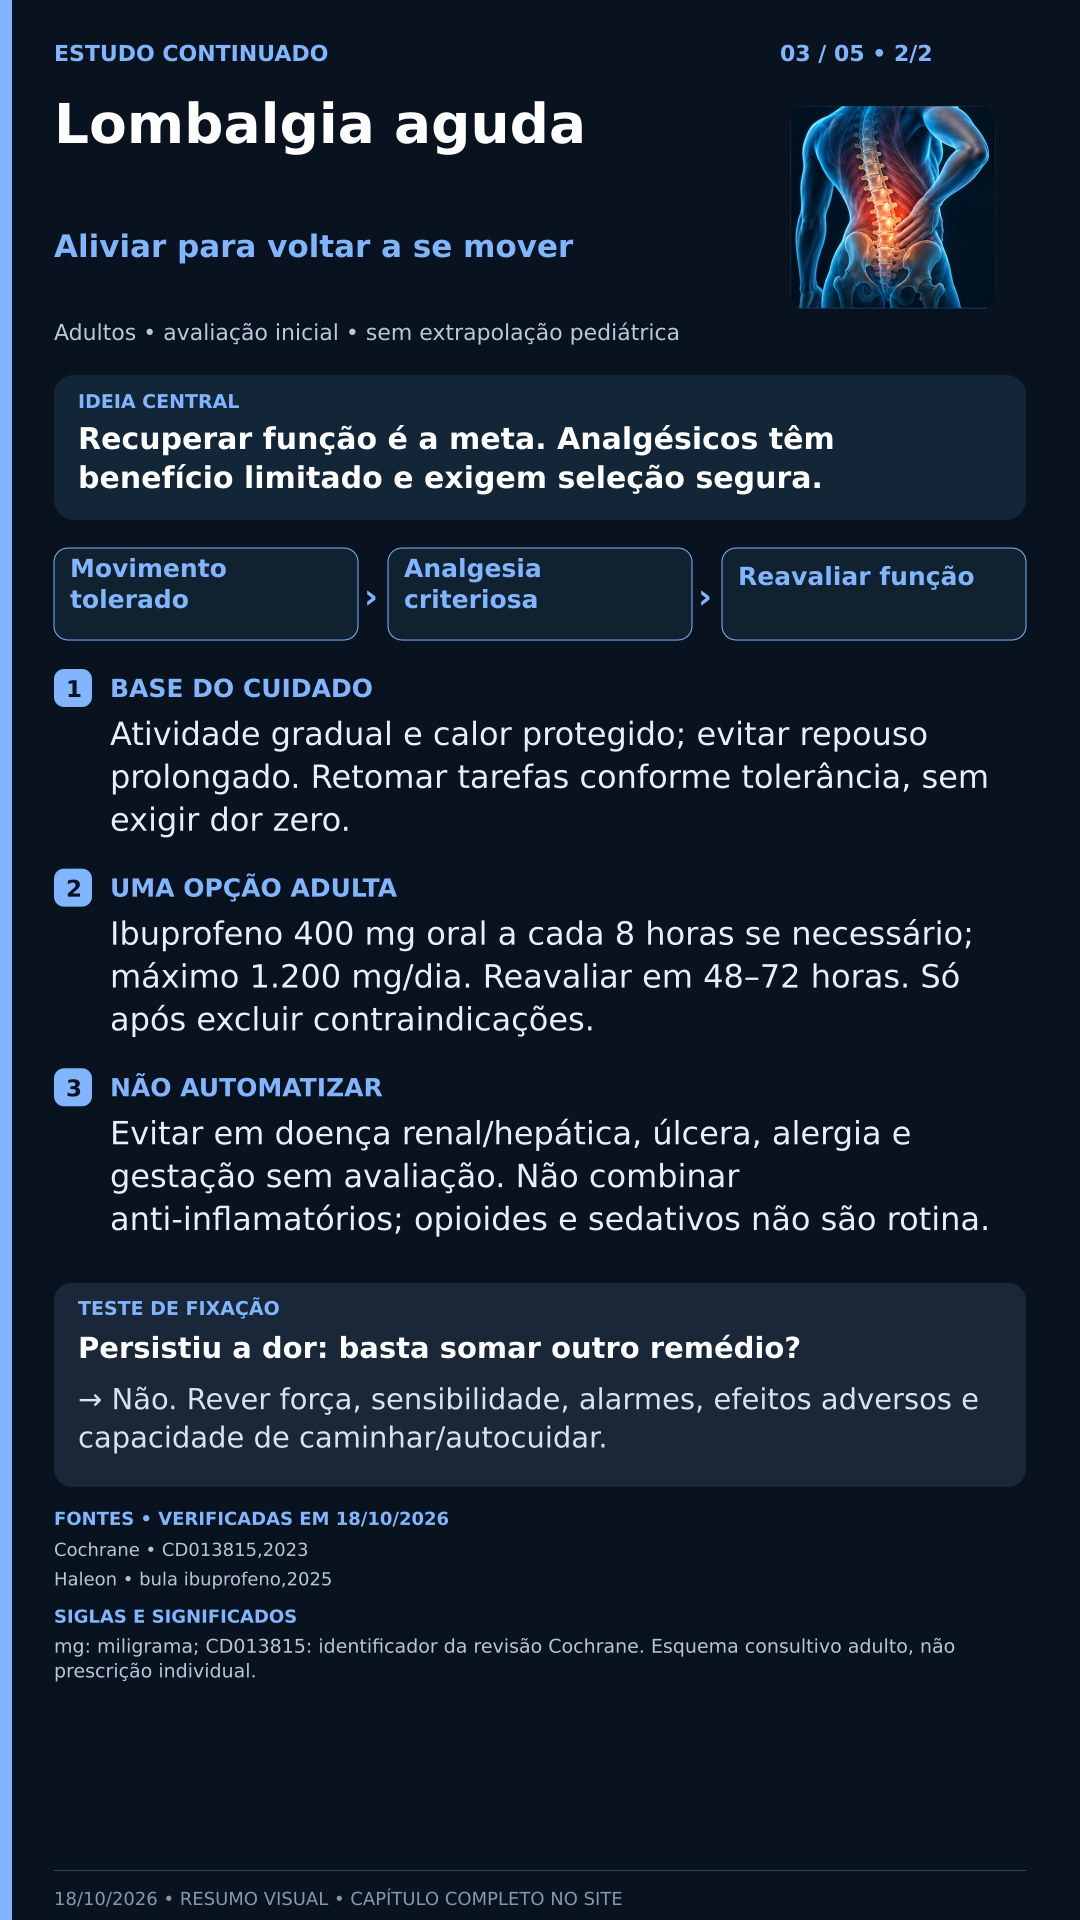 ESTUDO CONTINUADO
03 / 05 • 2/2
Lombalgia aguda
Aliviar para voltar a se mover
Adultos • avaliação inicial • sem extrapolação pediátrica
IDEIA CENTRAL
Recuperar função é a meta. Analgésicos têm
benefício limitado e exigem seleção segura.
Movimento
tolerado
›
Analgesia
criteriosa
›
Reavaliar função
1 BASE DO CUIDADO
Atividade gradual e calor protegido; evitar repouso
prolongado. Retomar tarefas conforme tolerância, sem
exigir dor zero.
2 UMA OPÇÃO ADULTA
Ibuprofeno 400 mg oral a cada 8 horas se necessário;
máximo 1.200 mg/dia. Reavaliar em 48–72 horas. Só
após excluir contraindicações.
3 NÃO AUTOMATIZAR
Evitar em doença renal/hepática, úlcera, alergia e
gestação sem avaliação. Não combinar
anti-inflamatórios; opioides e sedativos não são rotina.
TESTE DE FIXAÇÃO
Persistiu a dor: basta somar outro remédio?
→ Não. Rever força, sensibilidade, alarmes, efeitos adversos e
capacidade de caminhar/autocuidar.
FONTES • VERIFICADAS EM 18/10/2026
Cochrane • CD013815,2023
Haleon • bula ibuprofeno,2025
SIGLAS E SIGNIFICADOS
mg: miligrama; CD013815: identificador da revisão Cochrane. Esquema consultivo adulto, não
prescrição individual.
18/10/2026 • RESUMO VISUAL • CAPÍTULO COMPLETO NO SITE